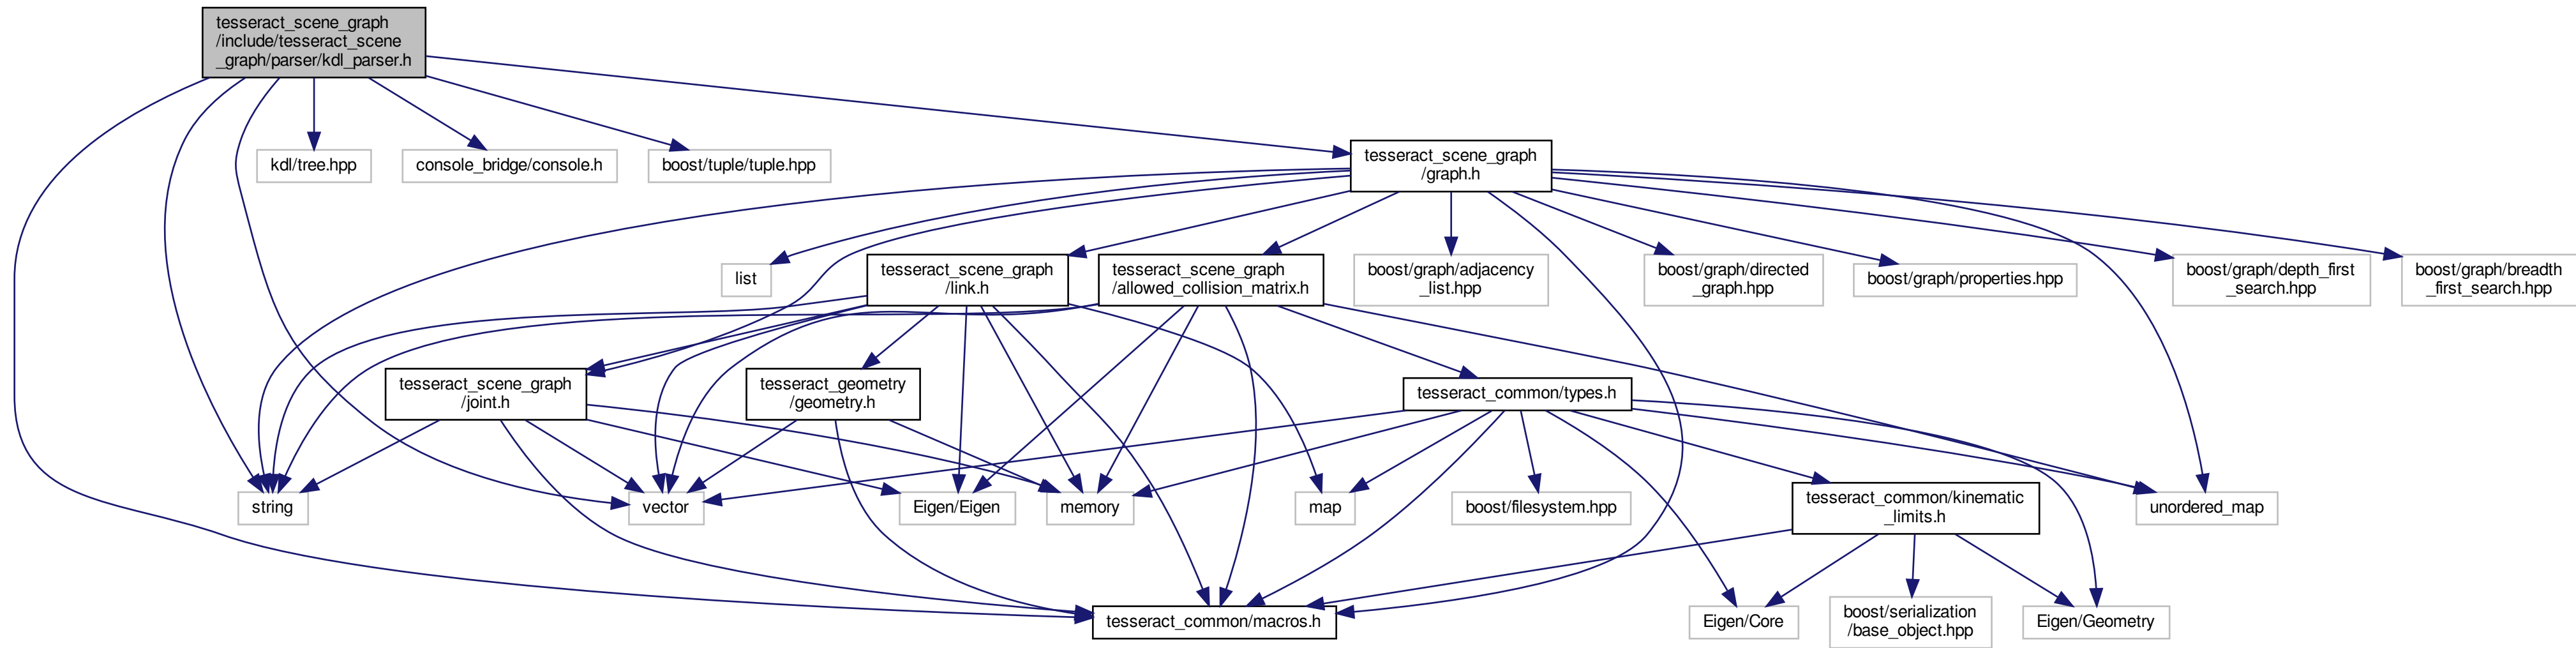 tesseract_scene_graph
/include/tesseract_scene
_graph/parser/kdl_parser.h
kdl/tree.hpp
console_bridge/console.h
boost/tuple/tuple.hpp
tesseract_scene_graph
/graph.h
list
tesseract_scene_graph
/link.h
tesseract_scene_graph
/allowed_collision_matrix.h
boost/graph/adjacency
_list.hpp
boost/graph/directed
_graph.hpp
boost/graph/properties.hpp
boost/graph/depth_first
_search.hpp
boost/graph/breadth
_first_search.hpp
tesseract_scene_graph
/joint.h
tesseract_geometry
/geometry.h
tesseract_common/types.h
string
vector
Eigen/Eigen
memory
map
boost/filesystem.hpp
tesseract_common/kinematic
_limits.h
unordered_map
tesseract_common/macros.h
Eigen/Core
boost/serialization
/base_object.hpp
Eigen/Geometry